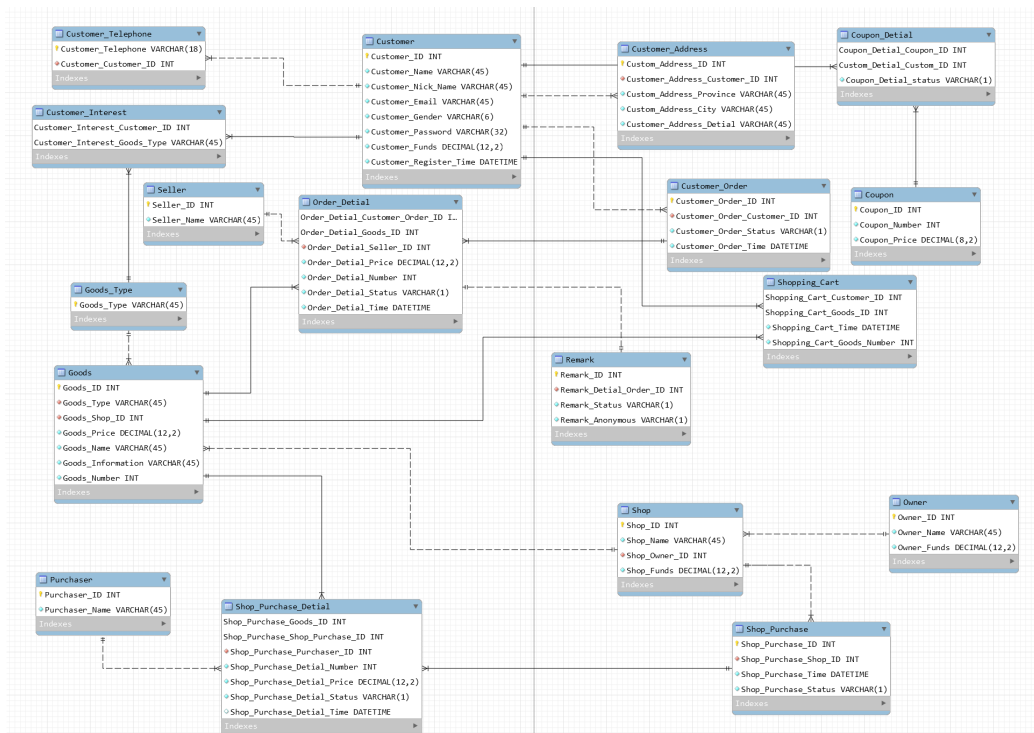 Customer_Telephone
Customer_Telephone VARCHAR(18)
Customer_Customer_ID INT
Indexes
Customer
Customer_ID INT
Customer_Name VARCHAR(45)
Customer_Nick_Name VARCHAR(45)
Customer_Email VARCHAR(45)
Customer_Gender VARCHAR(6)
Customer_Password VARCHAR(32)
Customer_Funds DECIMAL(12,2)
Customer_Register_Time DATETIME
Indexes
Customer_Address
Custom_Address_ID INT
Custom_Address_Customer_ID INT
Custom_Address_Province VARCHAR(45)
Custom_Address_City VARCHAR(45)
Customer_Address_Detial VARCHAR(45)
Indexes
Coupon_Detial
Coupon_Detial_Coupon_ID INT
Custom_Detial_Custom_ID INT
Coupon_Detial_status VARCHAR(1)
Indexes
Customer_Interest
Customer_Interest_Customer_ID INT
Customer_Interest_Goods_Type VARCHAR(45)
Indexes
Seller
Seller_ID INT
Seller_Name VARCHAR(45)
Indexes
Order_Detial
Order_Detial_Customer_Order_ID I...
Order_Detial_Goods_ID INT
Order_Detial_Seller_ID INT
Order_Detial_Price DECIMAL(12,2)
Order_Detial_Number INT
Order_Detial_Status VARCHAR(1)
Order_Detial_Time DATETIME
Indexes
Customer_Order
Customer_Order_ID INT
Customer_Order_Customer_ID INT
Customer_Order_Status VARCHAR(1)
Customer_Order_Time DATETIME
Indexes
Coupon
Coupon_ID INT
Coupon_Number INT
Coupon_Price DECIMAL(8,2)
Indexes
Goods_Type
Goods_Type VARCHAR(45)
Indexes
Shopping_Cart
Shopping_Cart_Customer_ID INT
Shopping_Cart_Goods_ID INT
Shopping_Cart_Time DATETIME
Shopping_Cart_Goods_Number INT
Indexes
Goods
Goods_ID INT
Goods_Type VARCHAR(45)
Goods_Shop_ID INT
Goods_Price DECIMAL(12,2)
Goods_Name VARCHAR(45)
Goods_Information VARCHAR(45)
Goods_Number INT
Indexes
Remark
Remark_ID INT
Remark_Detial_Order_ID INT
Remark_Status VARCHAR(1)
Remark_Anonymous VARCHAR(1)
Indexes
Shop
Shop_ID INT
Shop_Name VARCHAR(45)
Shop_Owner_ID INT
Shop_Funds DECIMAL(12,2)
Indexes
Owner
Owner_ID INT
Owner_Name VARCHAR(45)
Owner_Funds DECIMAL(12,2)
Indexes
Purchaser
Purchaser_ID INT
Purchaser_Name VARCHAR(45)
Indexes
Shop_Purchase_Detial
Shop_Purchase_Goods_ID INT
Shop_Purchase_Shop_Purchase_ID INT
Shop_Purchase_Purchaser_ID INT
Shop_Purchase_Detial_Number INT
Shop_Purchase_Detial_Price DECIMAL(12,2)
Shop_Purchase_Detial_Status VARCHAR(1)
Shop_Purchase_Detial_Time DATETIME
Indexes
Shop_Purchase
Shop_Purchase_ID INT
Shop_Purchase_Shop_ID INT
Shop_Purchase_Time DATETIME
Shop_Purchase_Status VARCHAR(1)
Indexes